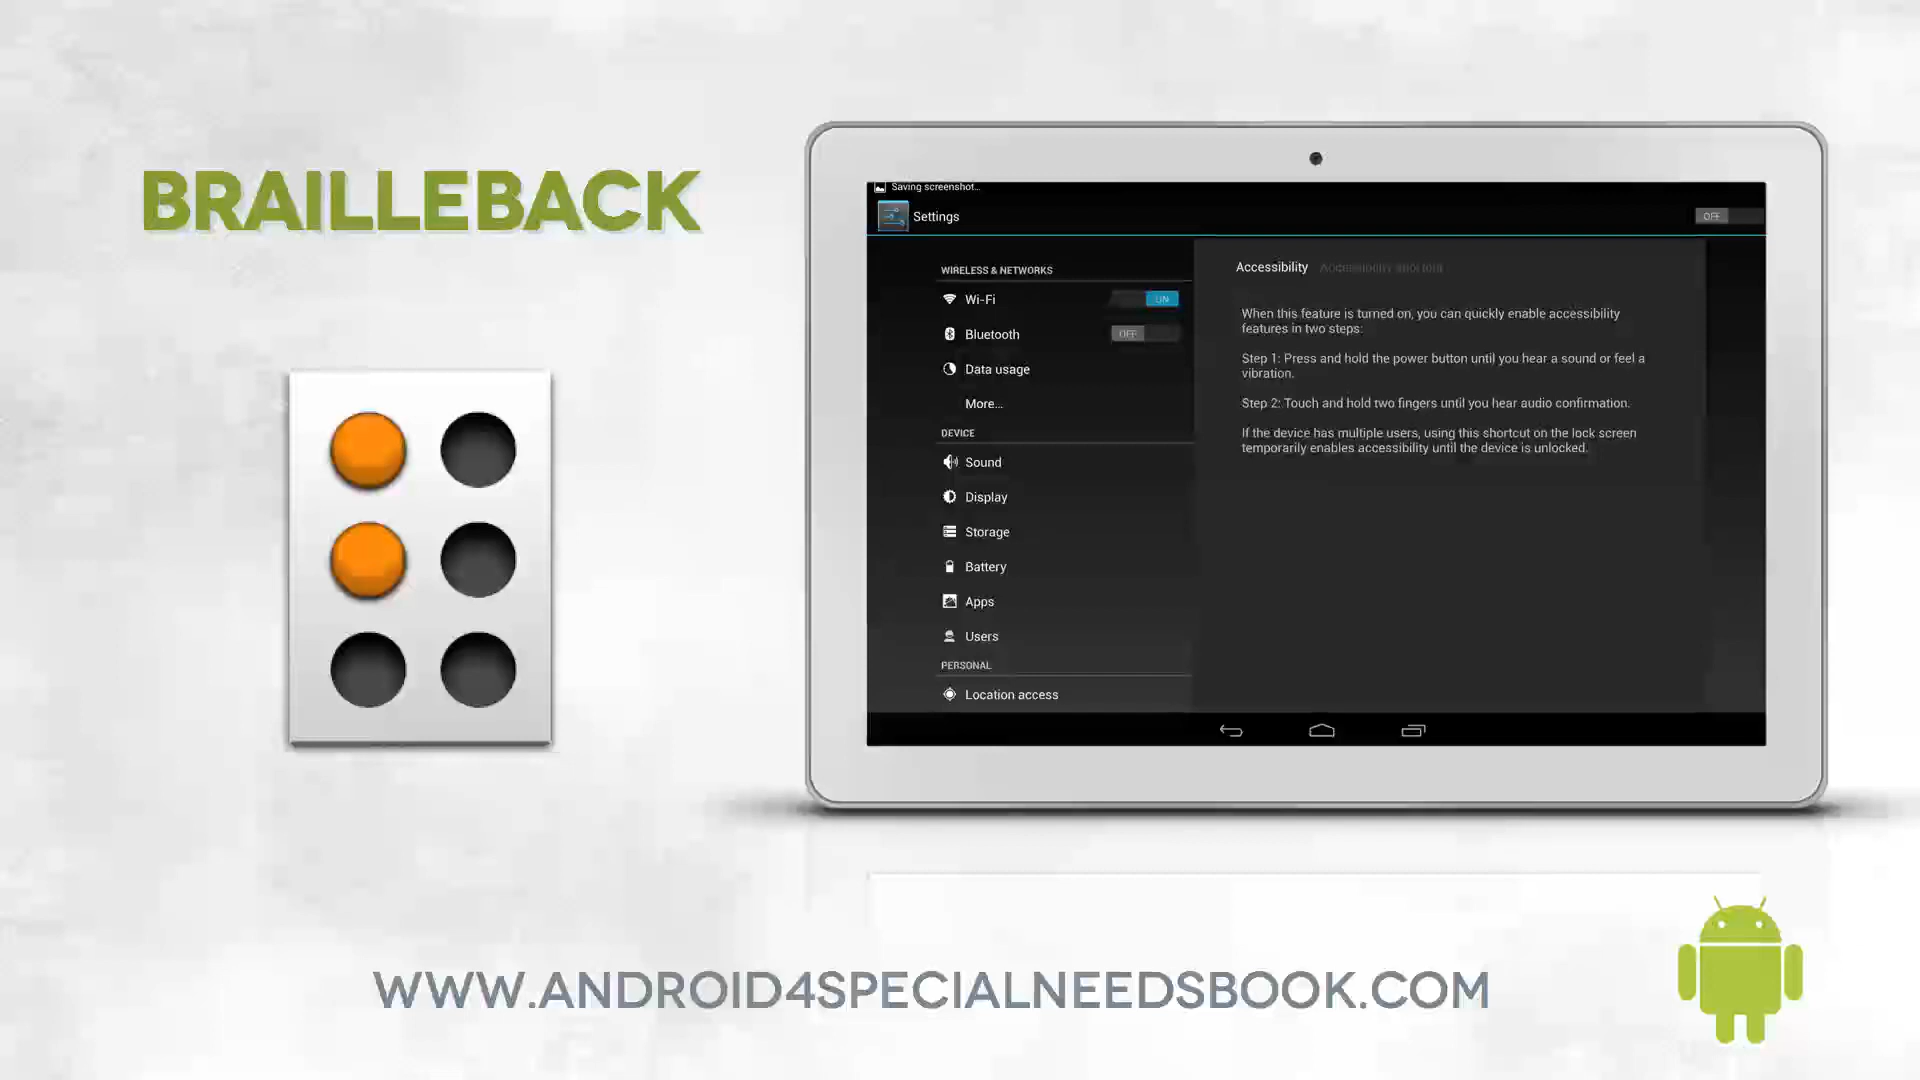 BRAILLEBACK
Saving screenshot...
Settings
OFF
WIRELESS & NETWORKS
Wi-Fi
ON
Bluetooth
OFF
Data usage
More...
DEVICE
Sound
Display
Storage
Battery
Apps
Users
PERSONAL
Location access
Accessibility Accessibility shortcut
When this feature is turned on, you can quickly enable accessibility
features in two steps:
Step 1: Press and hold the power button until you hear a sound or feel a
vibration.
Step 2: Touch and hold two fingers until you hear audio confirmation.
If the device has multiple users, using this shortcut on the lock screen
temporarily enables accessibility until the device is unlocked.
WWW.ANDROID4SPECIALNEEDSBOOK.COM